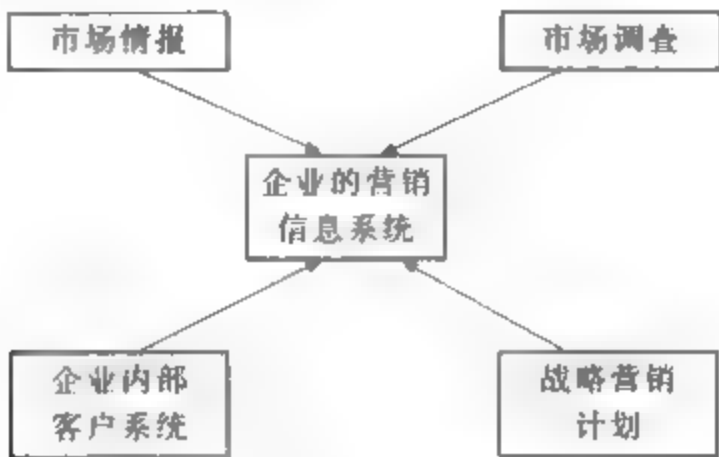 市场情报
市场调查
企业的营销
信息系统
企业内部
客户系统
战略营销
计划